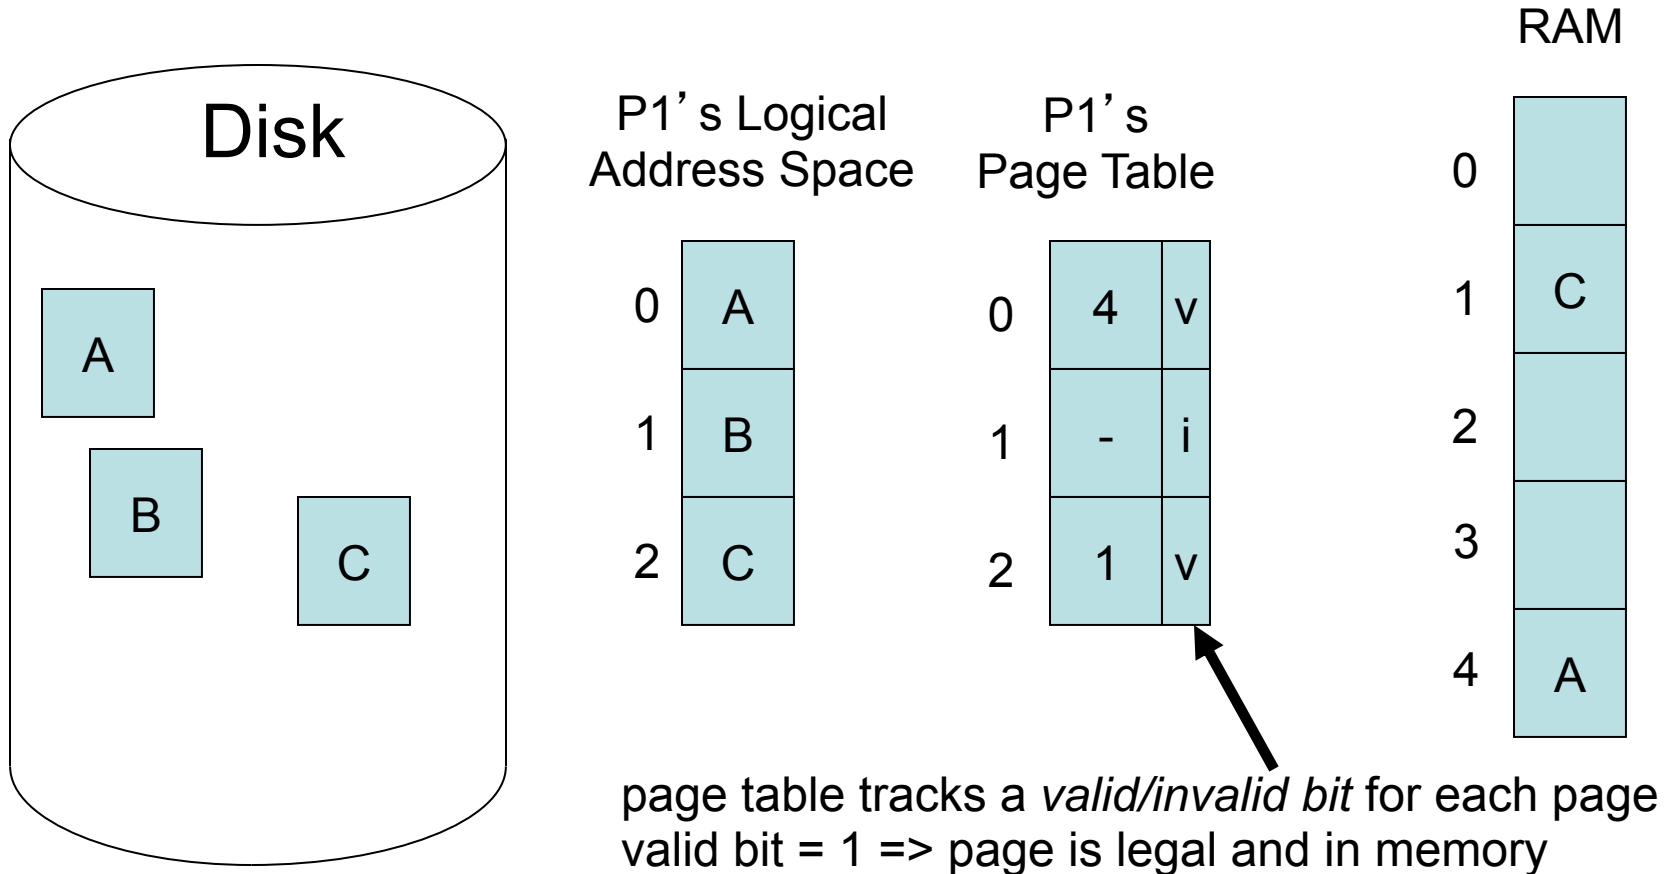 RAM
Disk
P1’s Logical
Address Space
P1’s
Page Table
A
B
C
0 A
1 B
2 C
0 4 v
1 - i
2 1 v
0
1 C
2
3
4 A
page table tracks a valid/invalid bit for each page
valid bit = 1 => page is legal and in memory